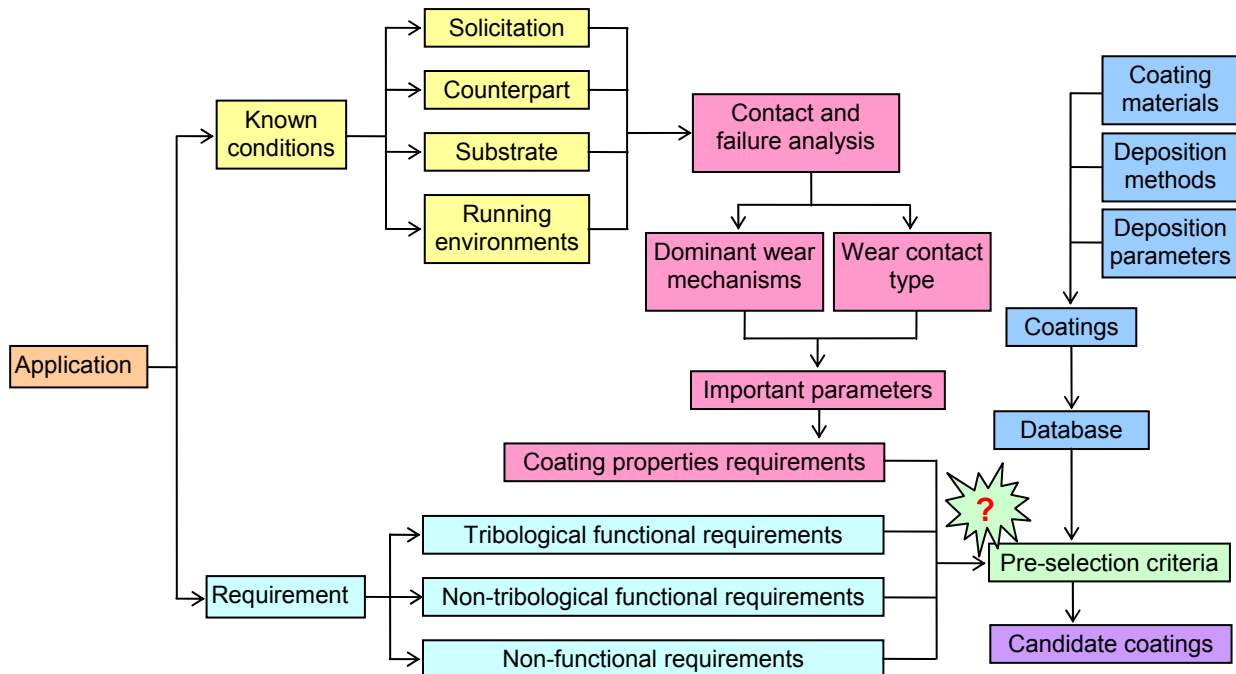 Solicitation
Counterpart
Substrate
Running
environments
Known
conditions
Application
Requirement
Contact and
failure analysis
Dominant wear
mechanisms
Wear contact
type
Important parameters
Coating properties requirements
Tribological functional requirements
Non-tribological functional requirements
Non-functional requirements
Coating
materials
Deposition
methods
Deposition
parameters
Coatings
Database
?
Pre-selection criteria
Candidate coatings